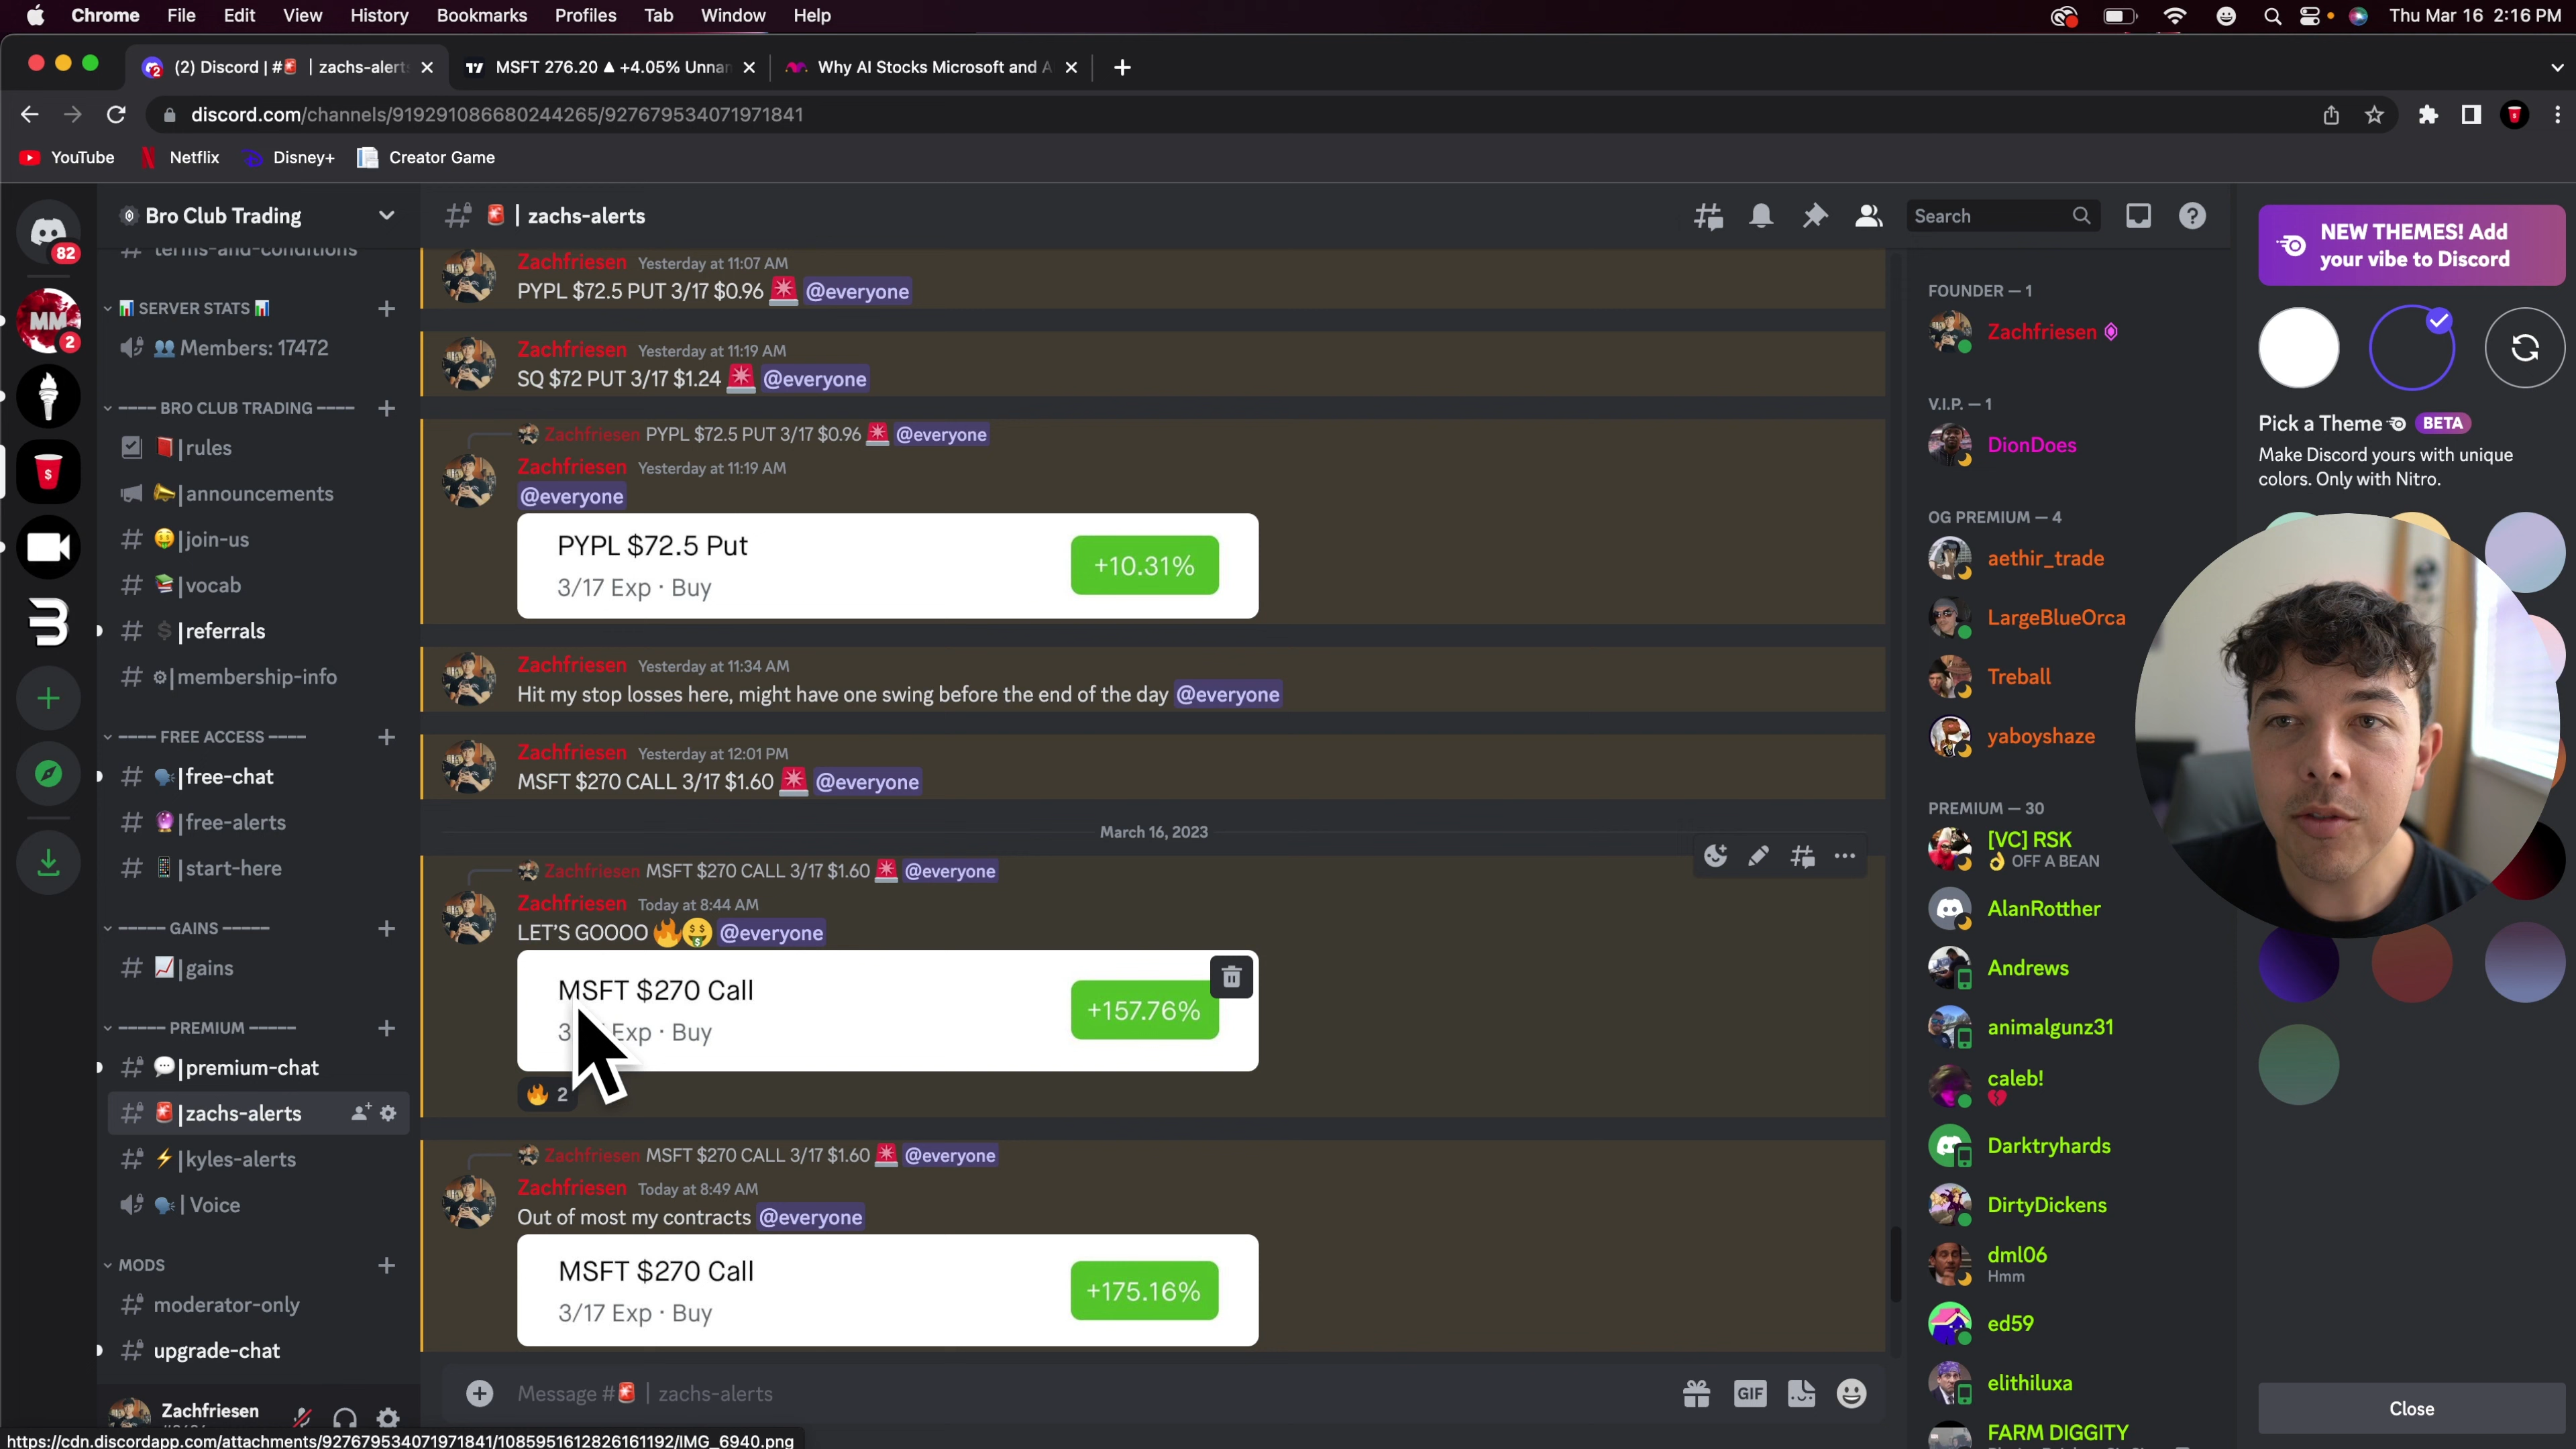 Chrome File Edit View History Bookmarks Profiles Tab Window Help Thu Mar 16 2:16 PM
(2) Discord | #🚨 | zachs-alert MSFT 276.20 ▲ +4.05% Unnan Why AI Stocks Microsoft and A
discord.com/channels/919291086680244265/927679534071971841
YouTube Netflix Disney+ Creator Game
82
MM
2
Bro Club Trading
terms-and-conditions
📊 SERVER STATS 📊
👥 Members: 17472
---- BRO CLUB TRADING ----
📕|rules
📣|announcements
🤑|join-us
📚|vocab
💲|referrals
⚙|membership-info
---- FREE ACCESS ----
🗣|free-chat
🔮|free-alerts
📱|start-here
----- GAINS -----
📈|gains
----- PREMIUM -----
💬|premium-chat
🚨|zachs-alerts
⚡|kyles-alerts
🗣|Voice
MODS
moderator-only
upgrade-chat
Zachfriesen
🚨 | zachs-alerts
Search
Zachfriesen Yesterday at 11:07 AM
PYPL $72.5 PUT 3/17 $0.96 🚨 @everyone
Zachfriesen Yesterday at 11:19 AM
SQ $72 PUT 3/17 $1.24 🚨 @everyone
Zachfriesen PYPL $72.5 PUT 3/17 $0.96 🚨 @everyone
Zachfriesen Yesterday at 11:19 AM
@everyone
PYPL $72.5 Put
+10.31%
3/17 Exp · Buy
Zachfriesen Yesterday at 11:34 AM
Hit my stop losses here, might have one swing before the end of the day @everyone
Zachfriesen Yesterday at 12:01 PM
MSFT $270 CALL 3/17 $1.60 🚨 @everyone
March 16, 2023
Zachfriesen MSFT $270 CALL 3/17 $1.60 🚨 @everyone
Zachfriesen Today at 8:44 AM
LET'S GOOOO 🔥🤑 @everyone
MSFT $270 Call
+157.76%
3 Exp · Buy
🔥 2
Zachfriesen MSFT $270 CALL 3/17 $1.60 🚨 @everyone
Zachfriesen Today at 8:49 AM
Out of most my contracts @everyone
MSFT $270 Call
+175.16%
3/17 Exp · Buy
Message #🚨 | zachs-alerts
GIF
FOUNDER — 1
Zachfriesen
V.I.P. — 1
DionDoes
OG PREMIUM — 4
aethir_trade
LargeBlueOrca
Treball
yaboyshaze
PREMIUM — 30
[VC] RSK
👌 OFF A BEAN
AlanRotther
Andrews
animalgunz31
caleb!
💔
Darktryhards
DirtyDickens
dml06
Hmm
ed59
elithiluxa
FARM DIGGITY
NEW THEMES! Add
your vibe to Discord
Pick a Theme BETA
Make Discord yours with unique
colors. Only with Nitro.
Close
https://cdn.discordapp.com/attachments/927679534071971841/1085951612826161192/IMG_6940.png